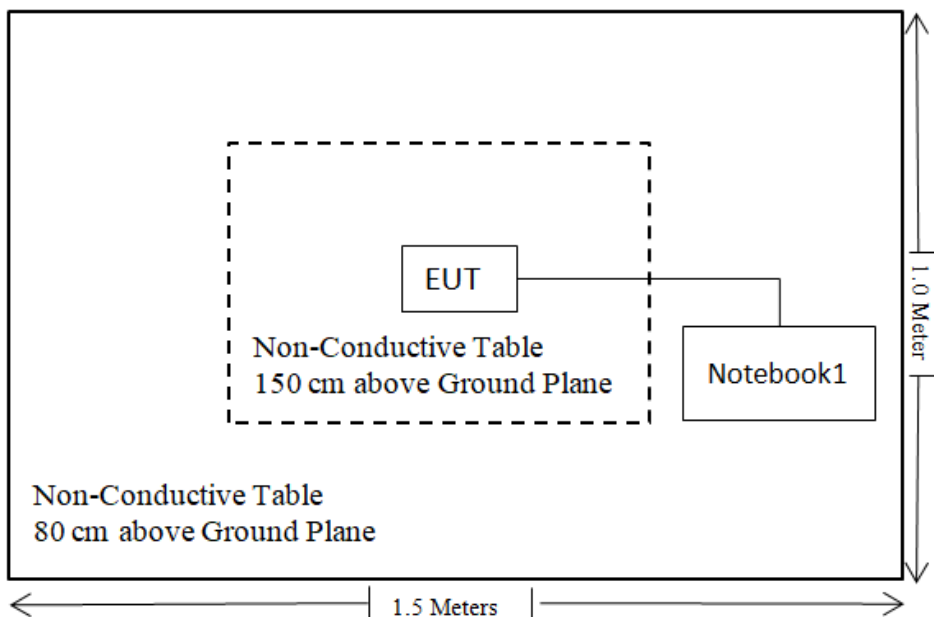 EUT
Non-Conductive Table
150 cm above Ground Plane
Notebook1
1.0 Meter
Non-Conductive Table
80 cm above Ground Plane
1.5 Meters